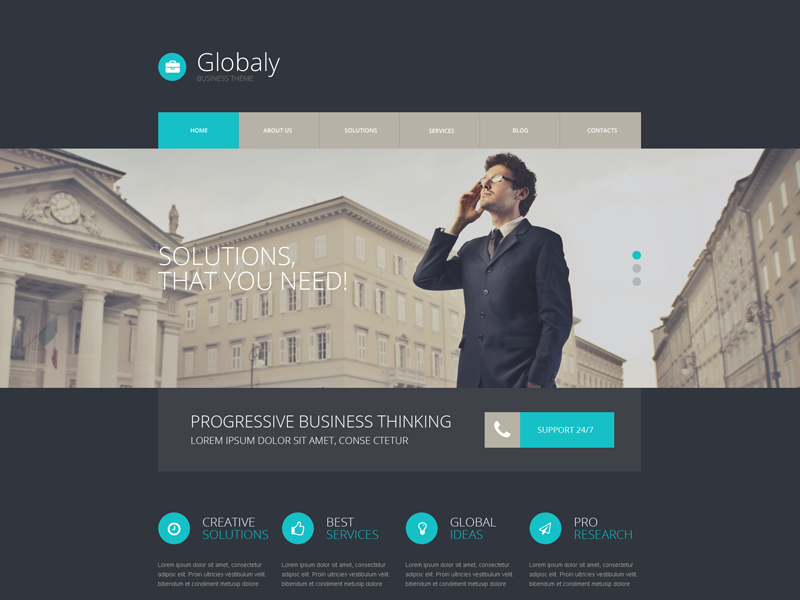 Globaly
BUSINESS THEME
HOME
ABOUT US
SOLUTIONS
SERVICES
BLOG
CONTACTS
SOLUTIONS,
THAT YOU NEED!
PROGRESSIVE BUSINESS THINKING
LOREM IPSUM DOLOR SIT AMET, CONSE CTETUR
SUPPORT 24/7
CREATIVE
SOLUTIONS
Lorem ipsum dolor sit amet, consectetur
adipisc elit. Proin ultricies vestibulum velit
bibendum et condiment metusip dolore
BEST
SERVICES
Lorem ipsum dolor sit amet, consectetur
adipisc elit. Proin ultricies vestibulum velit
bibendum et condiment metusip dolore
GLOBAL
IDEAS
Lorem ipsum dolor sit amet, consectetur
adipisc elit. Proin ultricies vestibulum velit
bibendum et condiment metusip dolore
PRO
RESEARCH
Lorem ipsum dolor sit amet, consectetur
adipisc elit. Proin ultricies vestibulum velit
bibendum et condiment metusip dolore